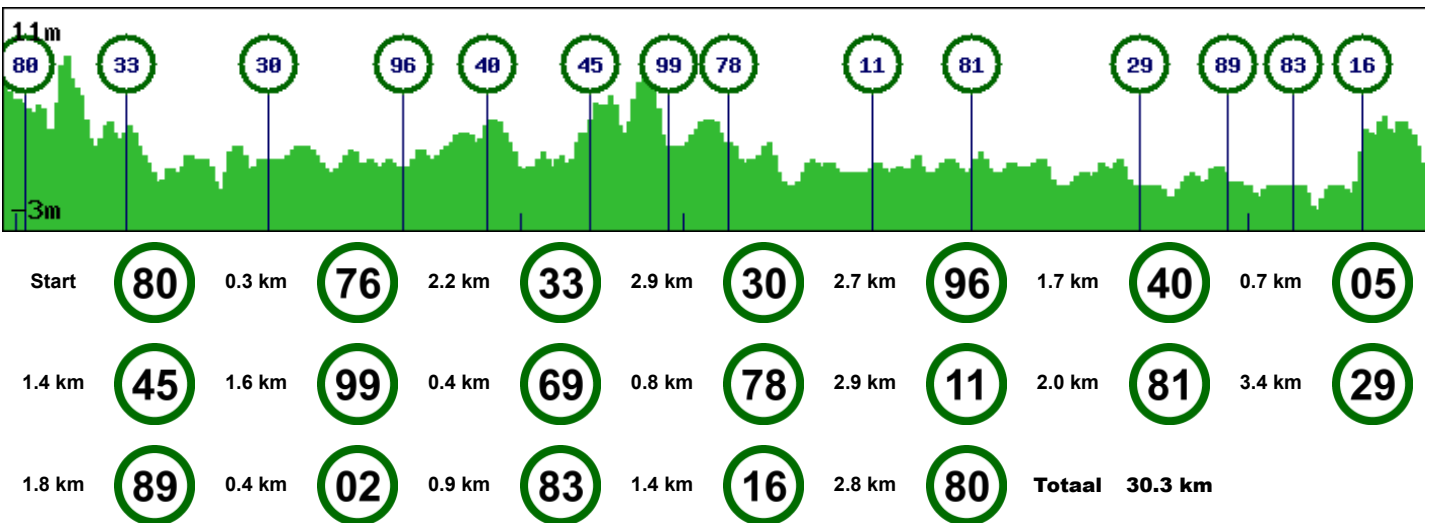 11m
80 33 30 96 40 45 99 78 11 81 29 89 83 16
3m
Start 80 0.3 km 76 2.2 km 33 2.9 km 30 2.7 km 96 1.7 km 40 0.7 km 05
1.4 km 45 1.6 km 99 0.4 km 69 0.8 km 78 2.9 km 11 2.0 km 81 3.4 km 29
1.8 km 89 0.4 km 02 0.9 km 83 1.4 km 16 2.8 km 80 Totaal 30.3 km